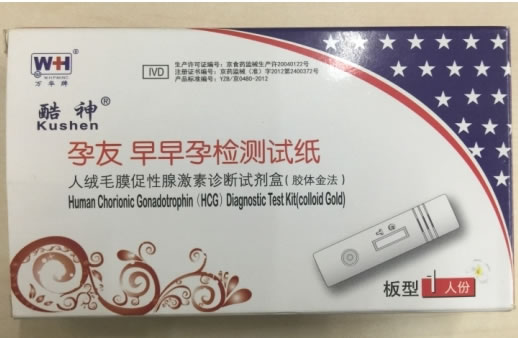 W+H®
W.H.P.BRAND
万华牌
IVD
生产许可证编号：京食药监械生产许20040122号
注册证书编号：京药监械（准）字2012第2400372号
产品标准编号：YZB/京0480-2012
酷神®
Kushen
孕友 早早孕检测试纸
人绒毛膜促性腺激素诊断试剂盒（胶体金法）
Human Chorionic Gonadotrophin (HCG) Diagnostic Test Kit(colloid Gold)
板型 1 人份